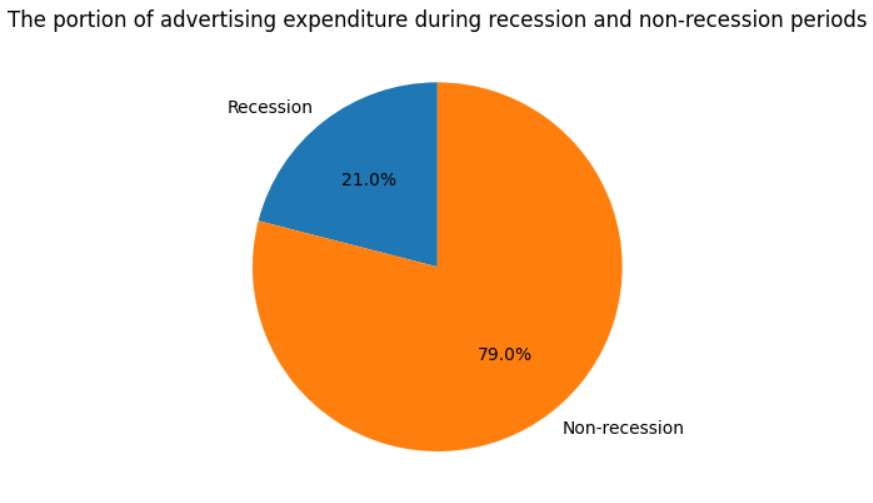 The portion of advertising expenditure during recession and non-recession periods
Recession
21.0%
79.0%
Non-recession